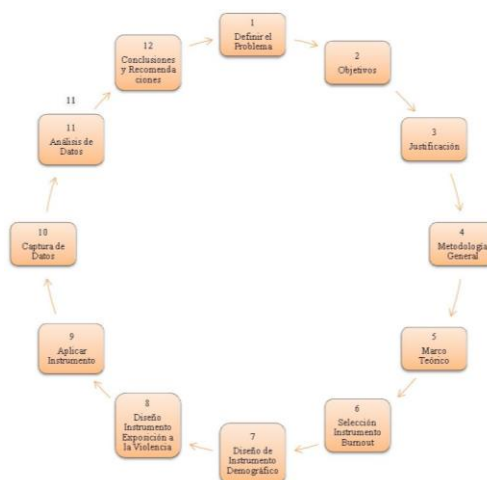 1
Definir el
Problema
2
Objetivos
3
Justificación
4
Metodología
General
5
Marco
Teórico
6
Selección
Instrumento
Burnout
7
Diseño de
Instrumento
Demográfico
8
Diseño
Instrumento
Exposición a
la Violencia
9
Aplicar
Instrumento
10
Captura de
Datos
11
11
Análisis de
Datos
12
Conclusiones
y Recomenda
ciones